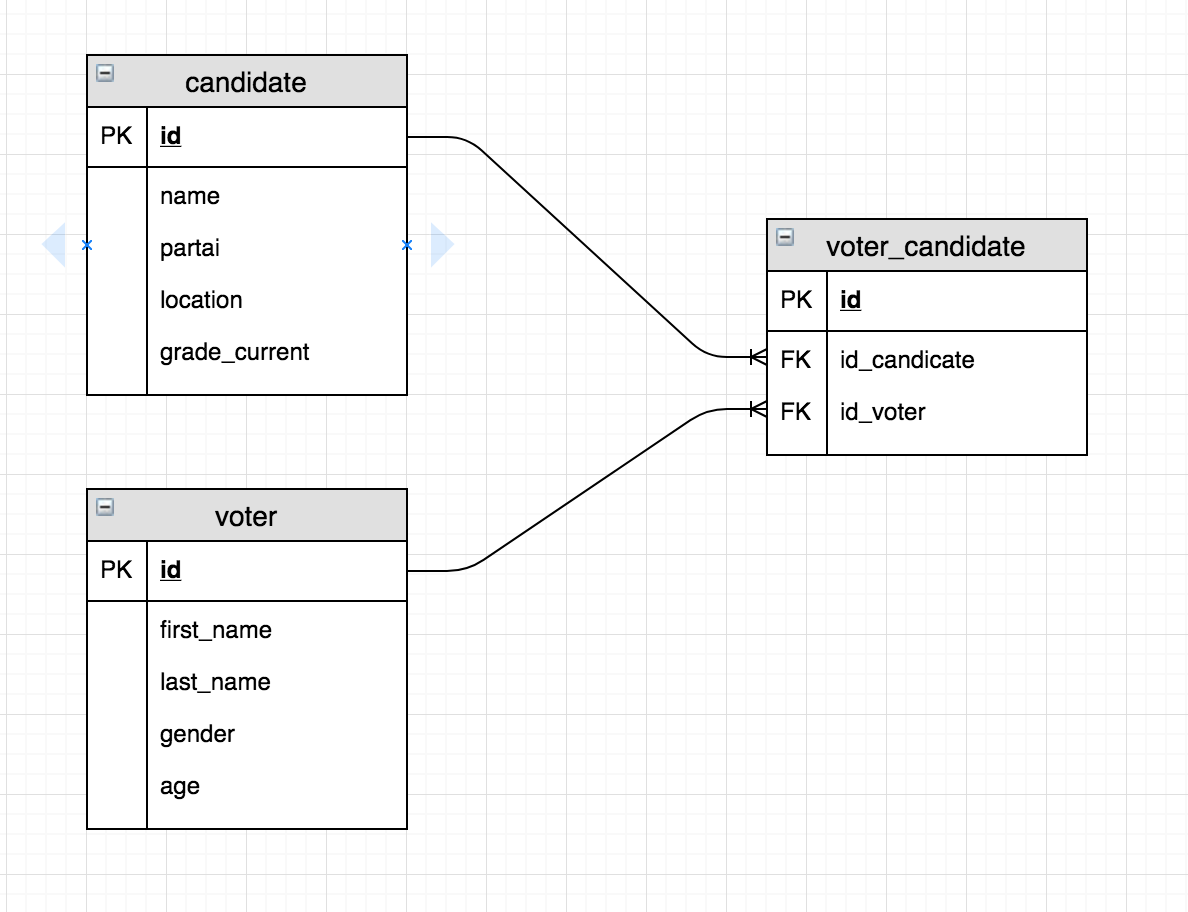 candidate
PK id
name
partai
location
grade_current
voter_candidate
PK id
FK id_candicate
FK id_voter
voter
PK id
first_name
last_name
gender
age